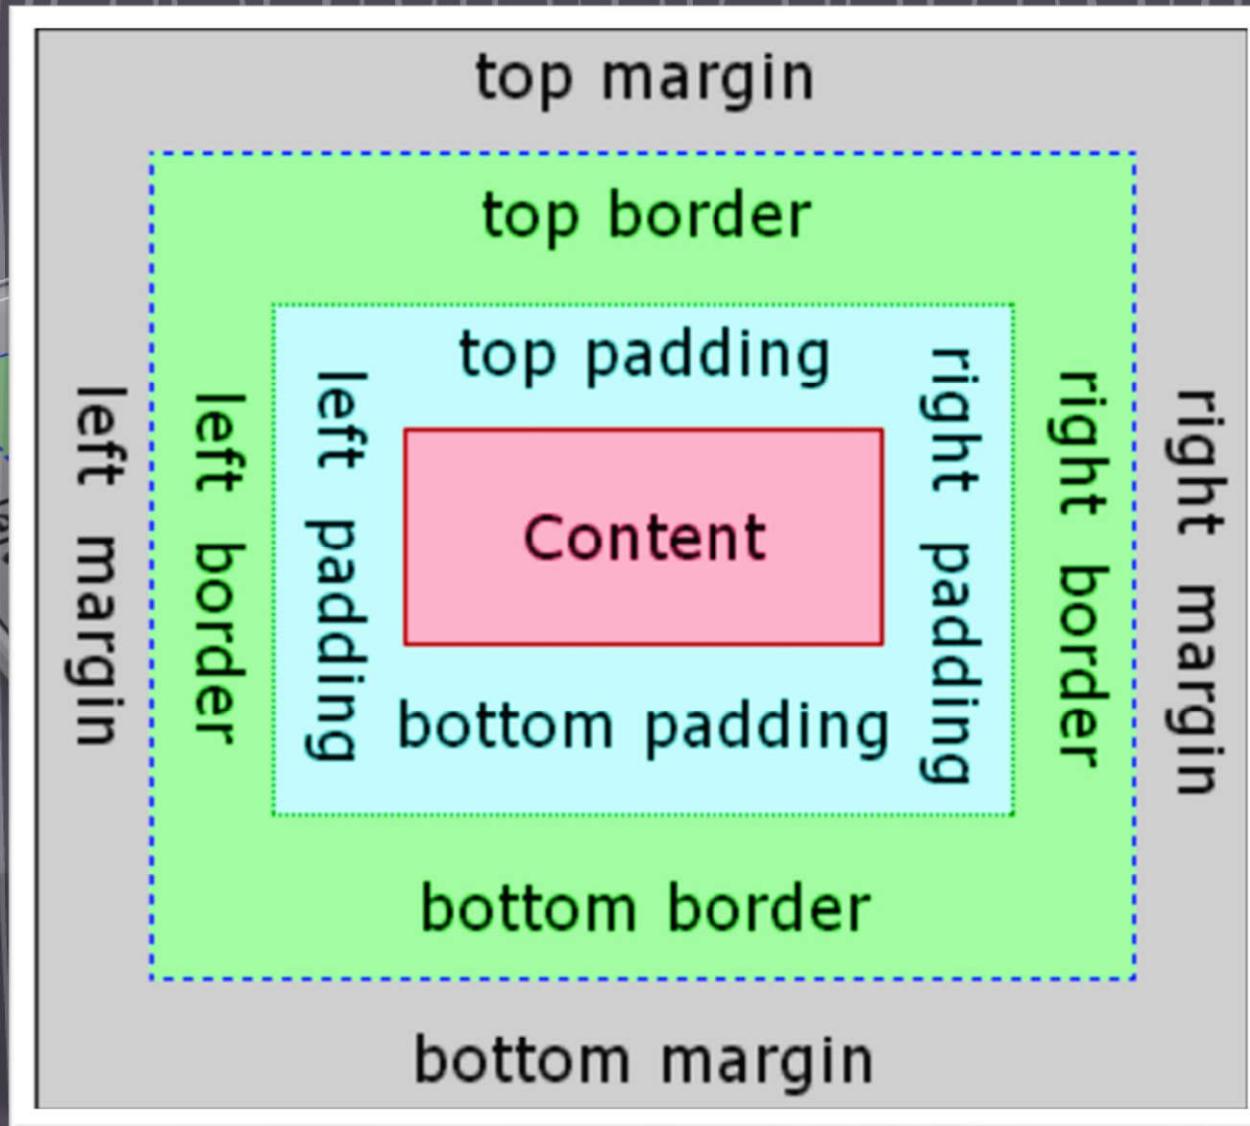 top margin
top border
top padding
left margin
left border
left padding
Content
right padding
right border
right margin
bottom padding
bottom border
bottom margin